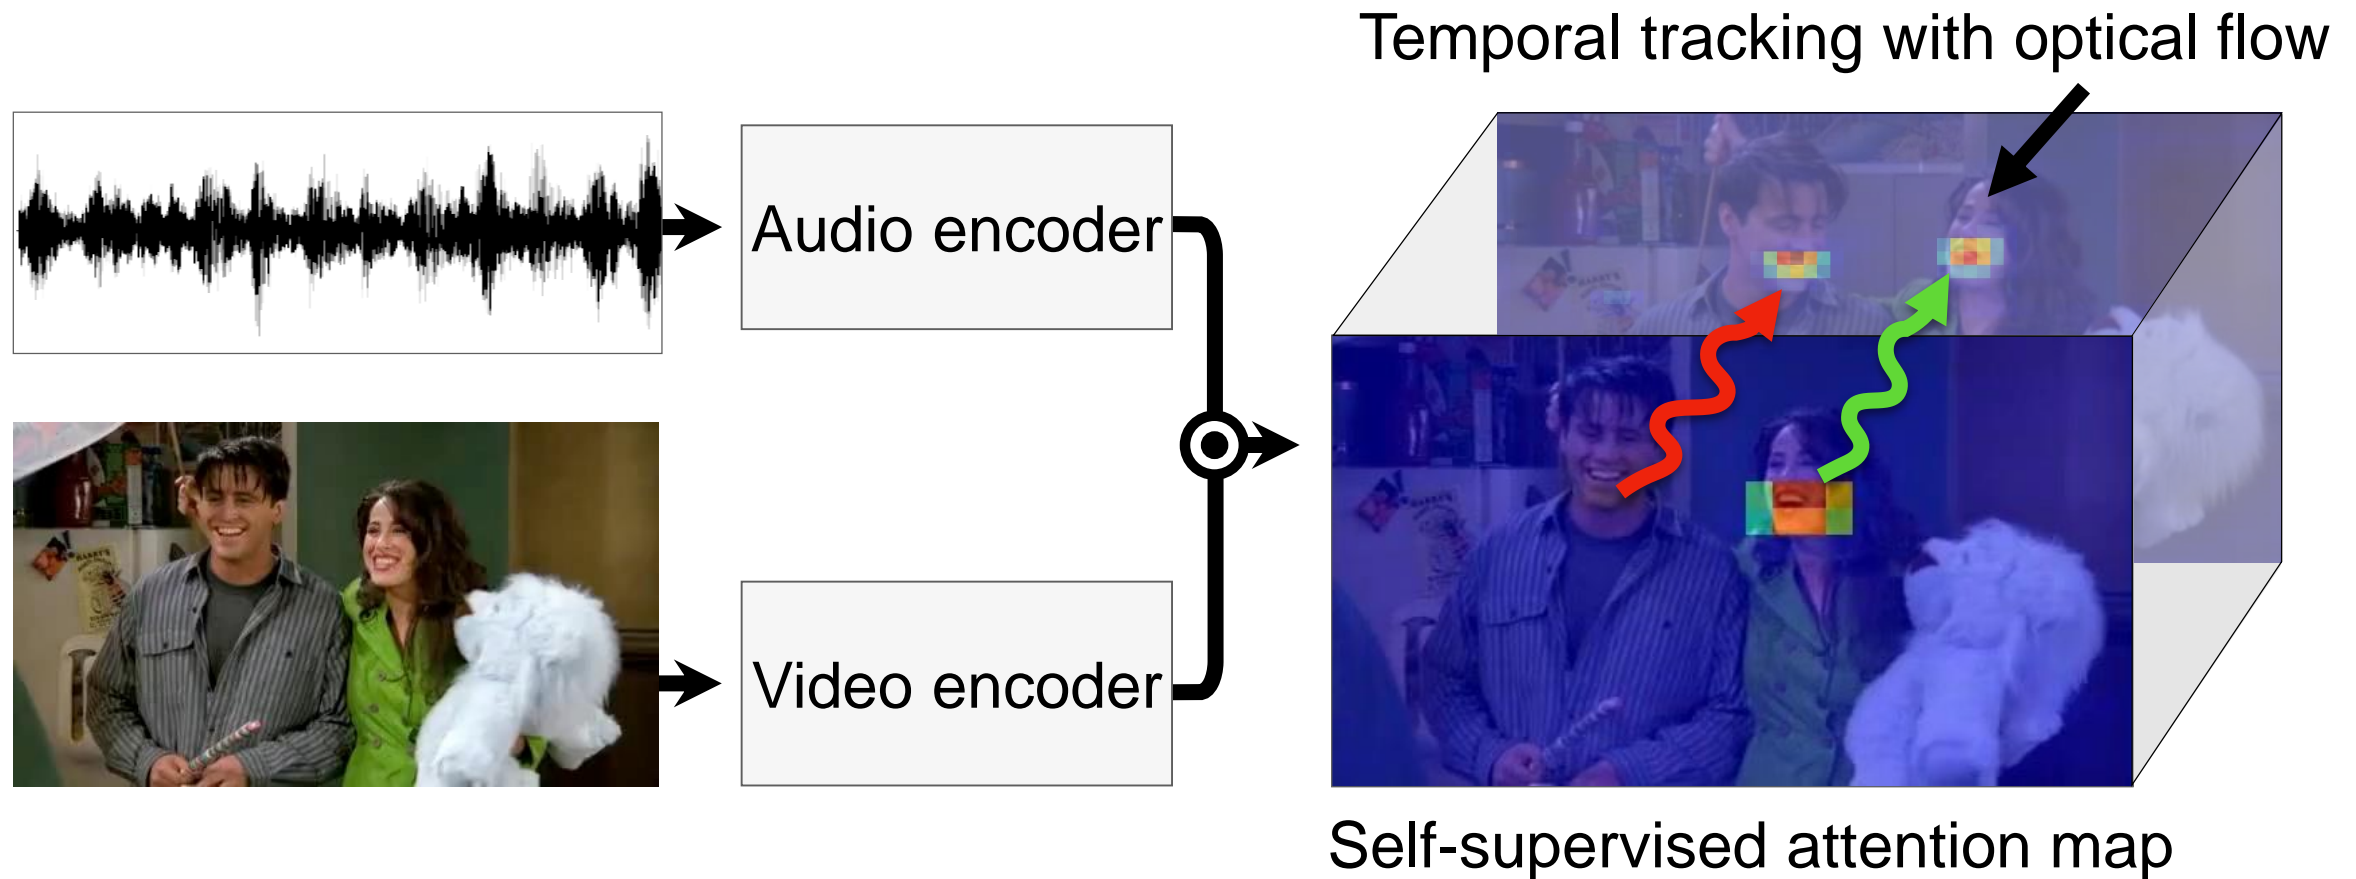 Temporal tracking with optical flow
Audio encoder
Video encoder
Self-supervised attention map